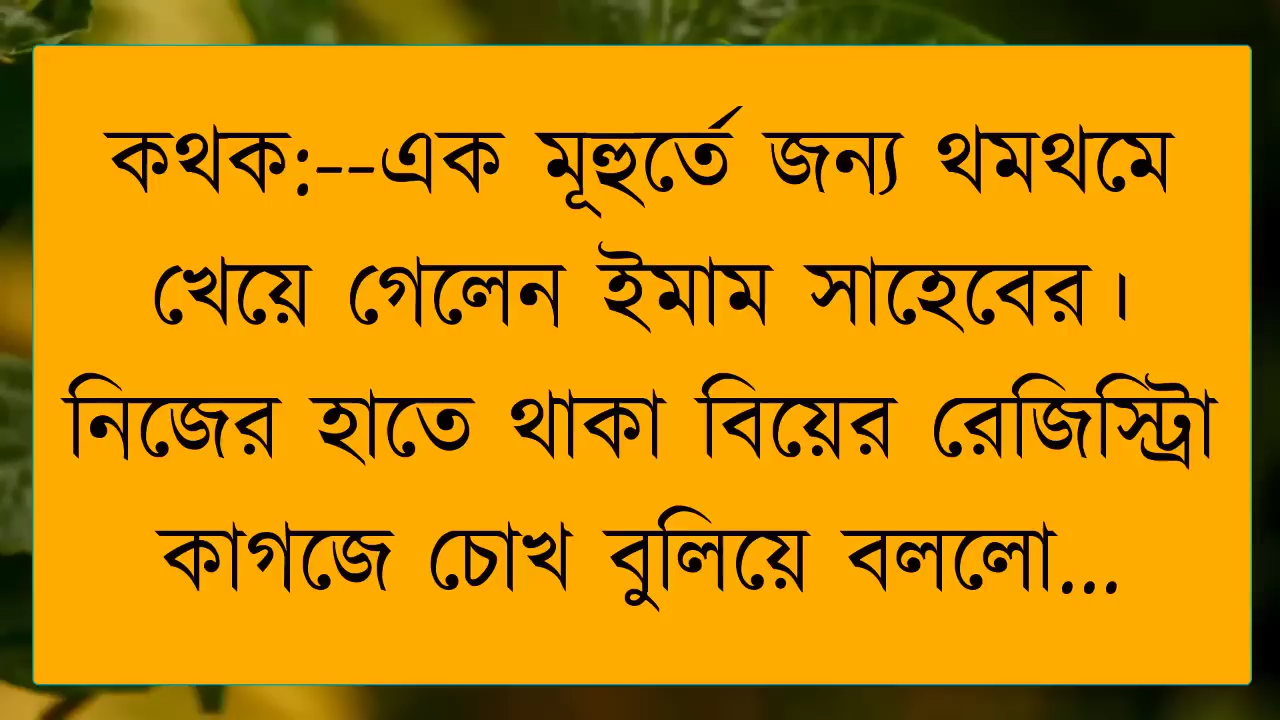 কথক:--এক মূহুর্তে জন্য থমথমে
খেয়ে গেলেন ইমাম সাহেবের।
নিজের হাতে থাকা বিয়ের রেজিস্ট্রিা
কাগজে চোখ বুলিয়ে বললো...